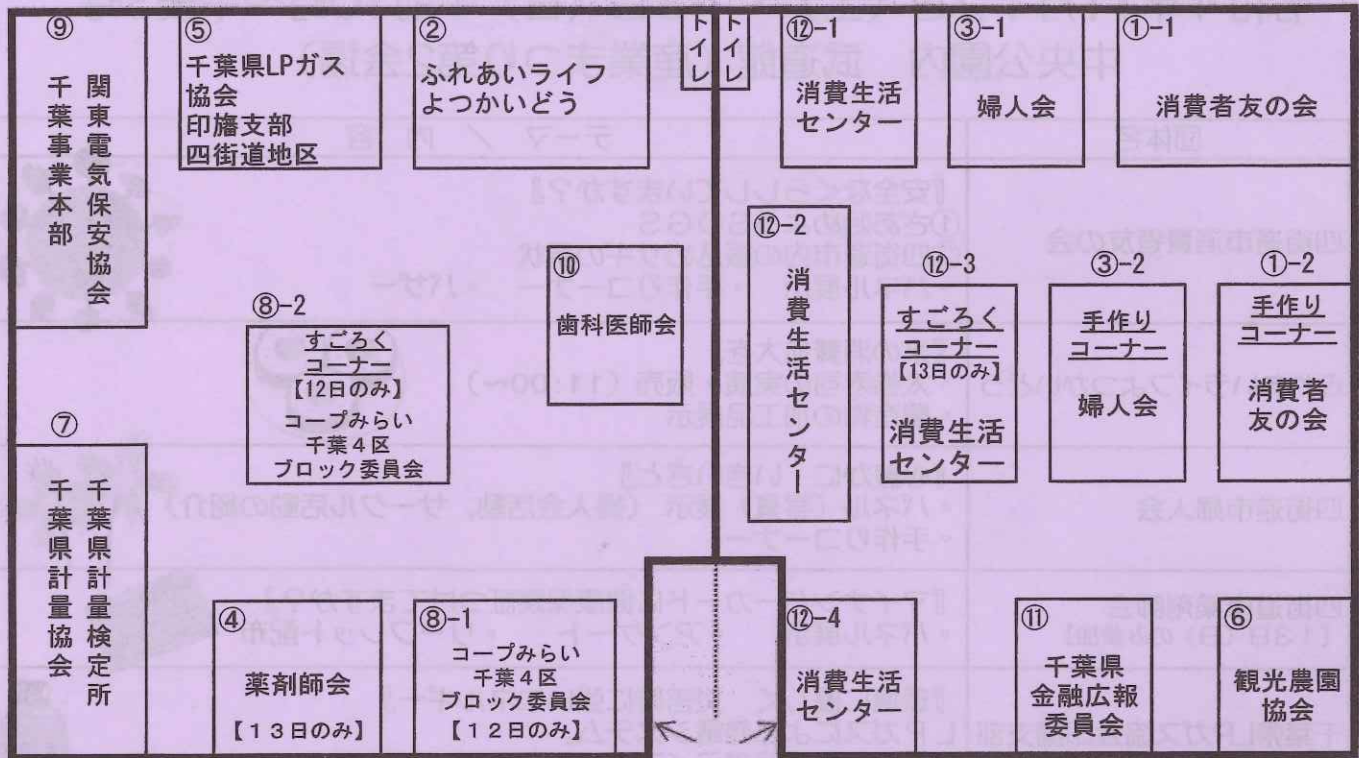 ⑨
関東電気保安協会
千葉事業本部
⑤
千葉県LPガス
協会
印旛支部
四街道地区
②
ふれあいライフ
よつかいどう
トイレ
トイレ
⑫-1
消費生活
センター
③-1
婦人会
①-1
消費者友の会
⑧-2
すごろく
コーナー
【12日のみ】
コープみらい
千葉4区
ブロック委員会
⑩
歯科医師会
⑫-2
消費生活センター
⑫-3
すごろく
コーナー
【13日のみ】
消費生活
センター
③-2
手作り
コーナー
婦人会
①-2
手作り
コーナー
消費者
友の会
⑦
千葉県計量検定所
千葉県計量協会
④
薬剤師会
【13日のみ】
⑧-1
コープみらい
千葉4区
ブロック委員会
【12日のみ】
⑫-4
消費生活
センター
⑪
千葉県
金融広報
委員会
⑥
観光農園
協会